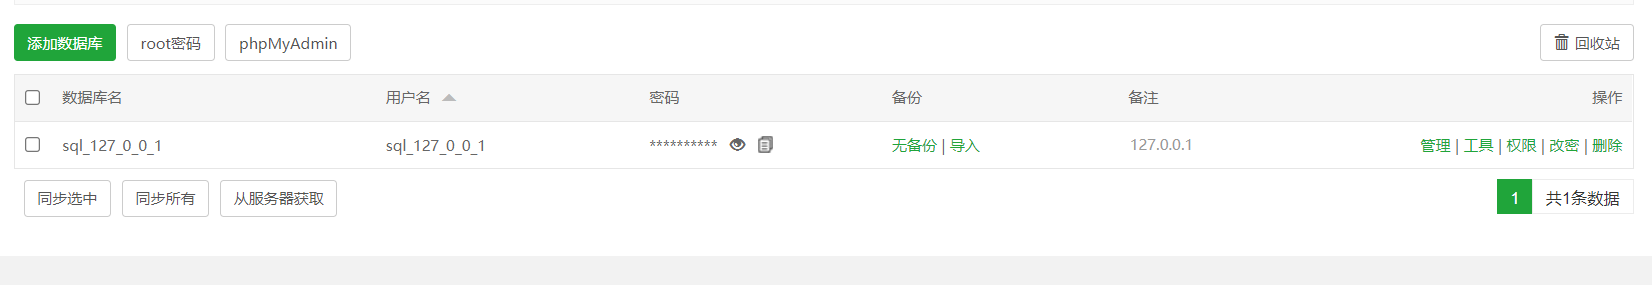 添加数据库 root密码 phpMyAdmin 回收站
数据库名 用户名 密码 备份 备注 操作
sql_127_0_0_1 sql_127_0_0_1 ********** 无备份 | 导入 127.0.0.1 管理 | 工具 | 权限 | 改密 | 删除
同步选中 同步所有 从服务器获取 1 共1条数据